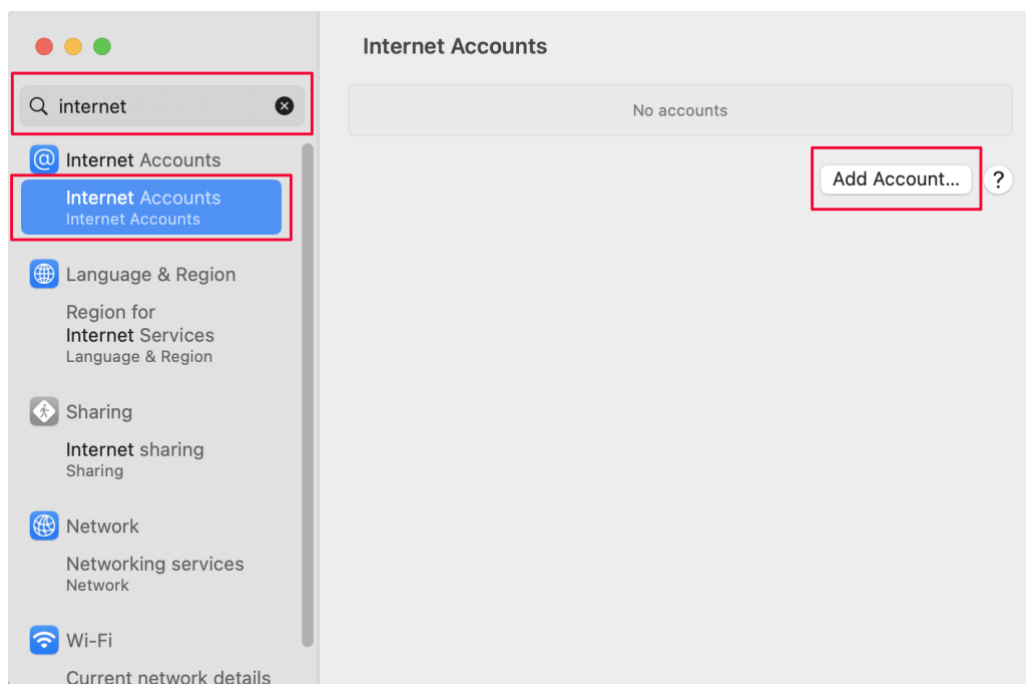 Internet Accounts
internet
No accounts
Internet Accounts
Add Account...
?
Internet Accounts
Internet Accounts
Language & Region
Region for
Internet Services
Language & Region
Sharing
Internet sharing
Sharing
Network
Networking services
Network
Wi-Fi
Current network details